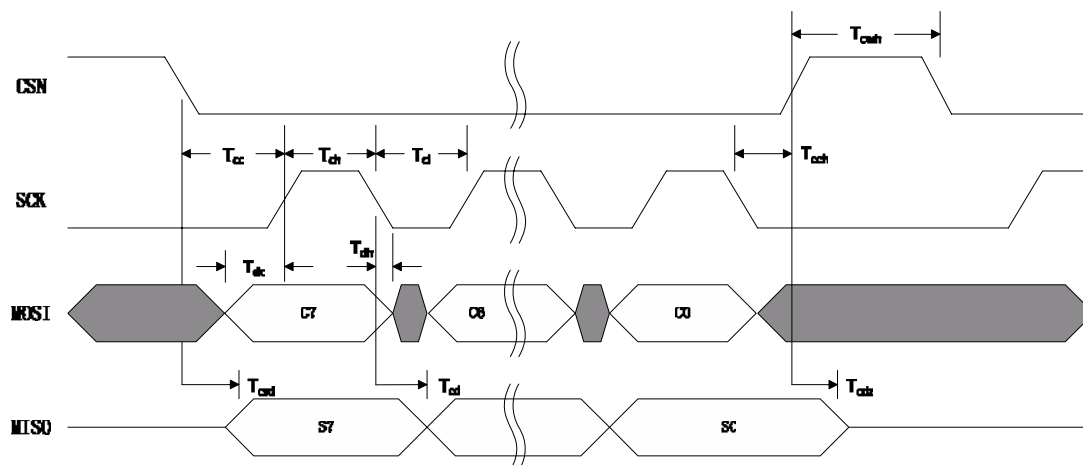 Tcwh
CSN
Tcc Tch Tcl Tcch
SCK
Tdc Tdh
MOSI C7 C6 C0
Tcsd Tcd Tcdz
MISO S7 S0